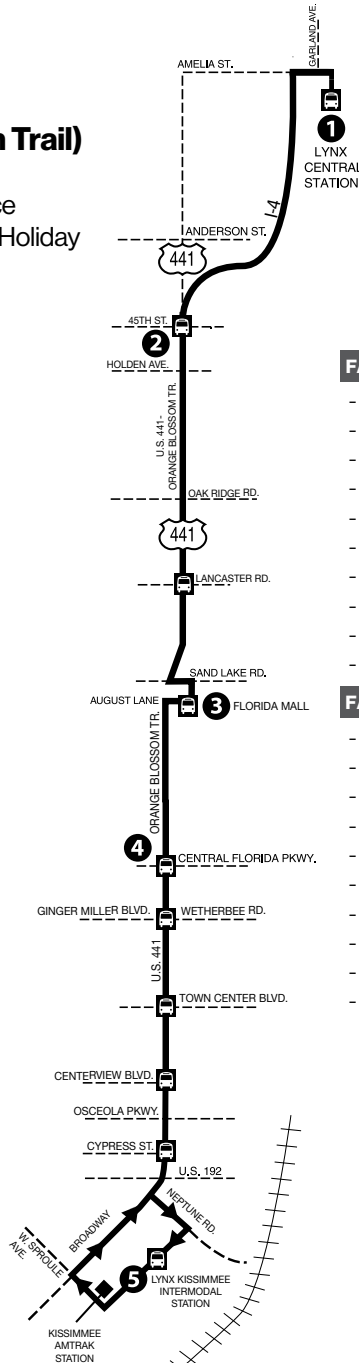 GARLAND AVE.
AMELIA ST.
1
LYNX
CENTRAL
STATION
n Trail)
ce
Holiday
I-4
ANDERSON ST.
441
45TH ST.
2
HOLDEN AVE.
FA
U.S. 441-
ORANGE BLOSSOM TR.
OAK RIDGE RD.
441
LANCASTER RD.
SAND LAKE RD.
AUGUST LANE
3 FLORIDA MALL
FA
ORANGE BLOSSOM TR.
4
CENTRAL FLORIDA PKWY.
GINGER MILLER BLVD.
WETHERBEE RD.
U.S. 441
TOWN CENTER BLVD.
CENTERVIEW BLVD.
OSCEOLA PKWY.
CYPRESS ST.
U.S. 192
NEPTUNE RD.
BROADWAY
W. SPROULE
AVE.
5
LYNX KISSIMMEE
INTERMODAL
STATION
KISSIMMEE
AMTRAK
STATION